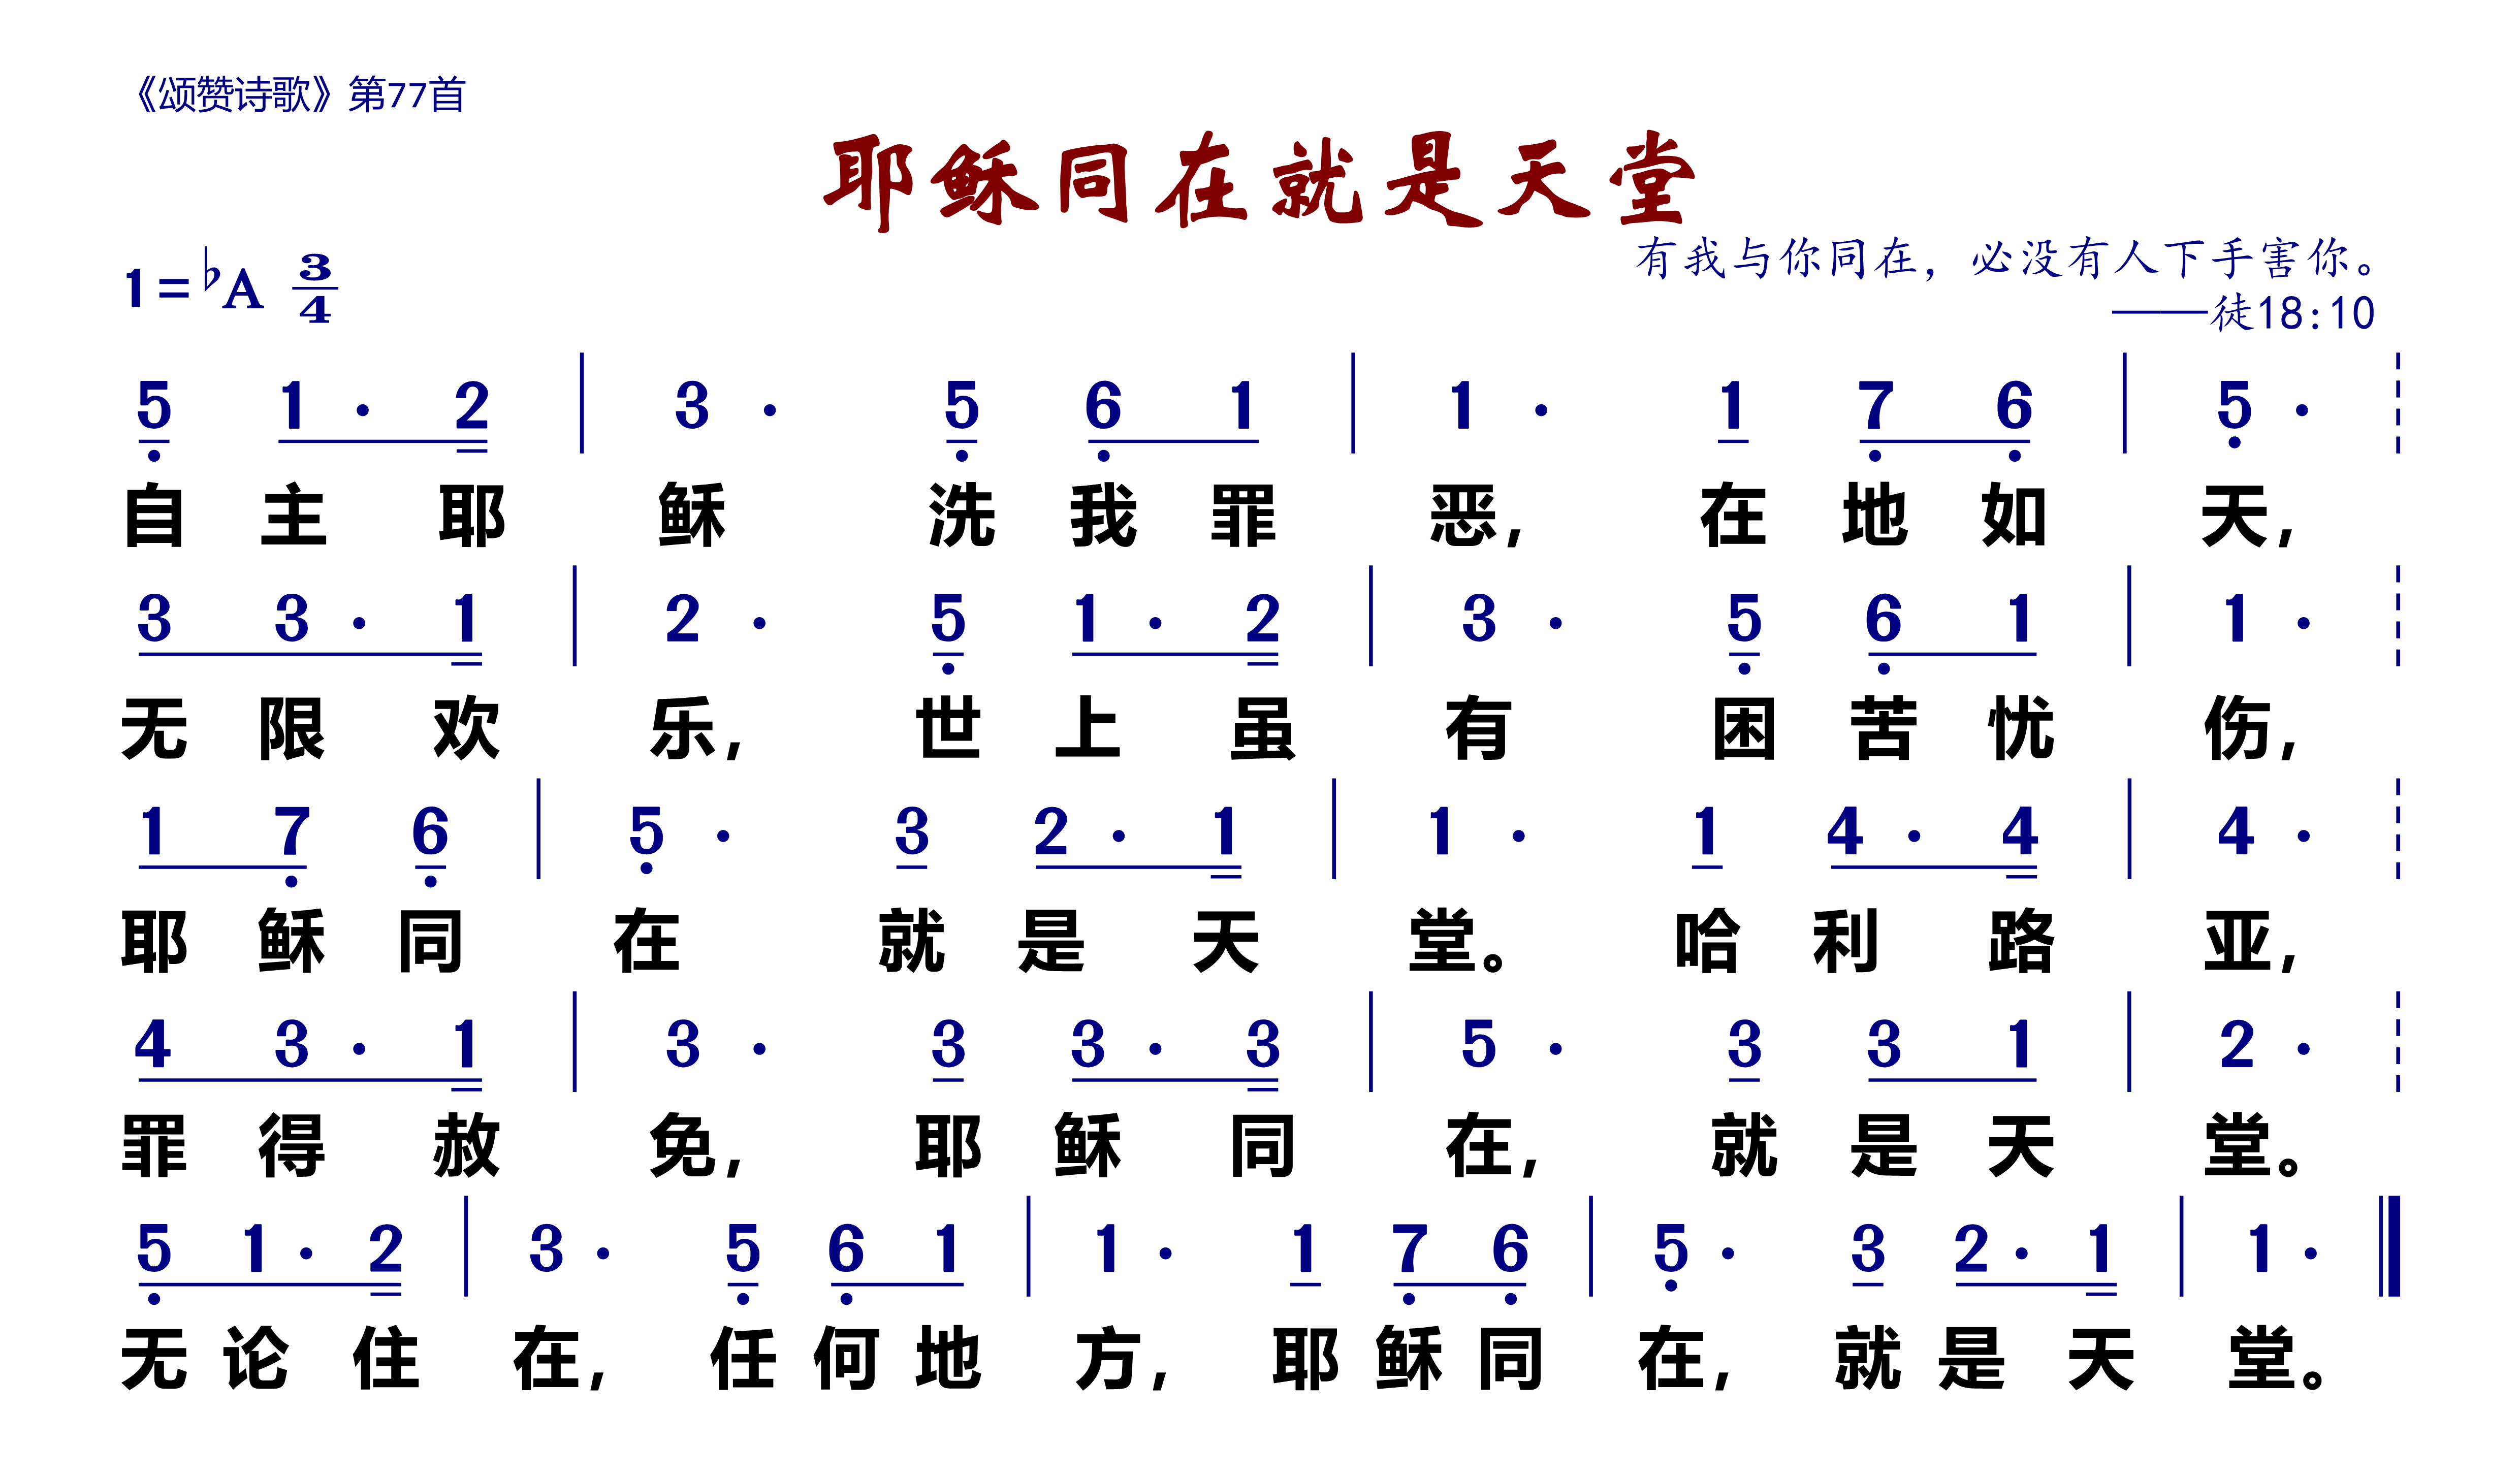 《颂赞诗歌》第77首
耶稣同在就是天堂
1=♭A 3/4
有我与你同在，必没有人下手害你。
——徒18:10
5 1· 2 | 3· 5 6 1 | 1· 1 7 6 | 5·
自主耶稣洗我罪恶，在地如天，
3 3· 1 | 2· 5 1· 2 | 3· 5 6 1 | 1·
无限欢乐，世上虽有困苦忧伤，
1 7 6 | 5· 3 2· 1 | 1· 1 4· 4 | 4·
耶稣同在就是天堂。哈利路亚，
4 3· 1 | 3· 3 3· 3 | 5· 3 3 1 | 2·
罪得赦免，耶稣同在，就是天堂。
5 1· 2 | 3· 5 6 1 | 1· 1 7 6 | 5· 3 2· 1 | 1·
无论住在，任何地方，耶稣同在，就是天堂。